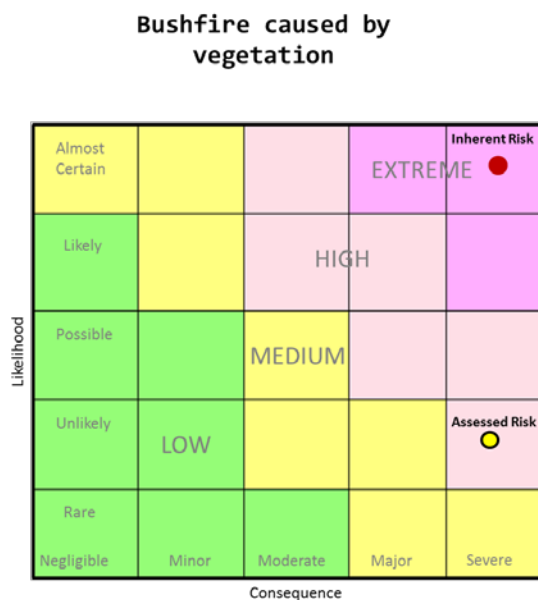 Bushfire caused by
vegetation
Almost
Certain
Inherent Risk
EXTREME
Likely
HIGH
Possible
MEDIUM
Unlikely
LOW
Assessed Risk
Rare
Negligible
Minor
Moderate
Major
Severe
Likelihood
Consequence